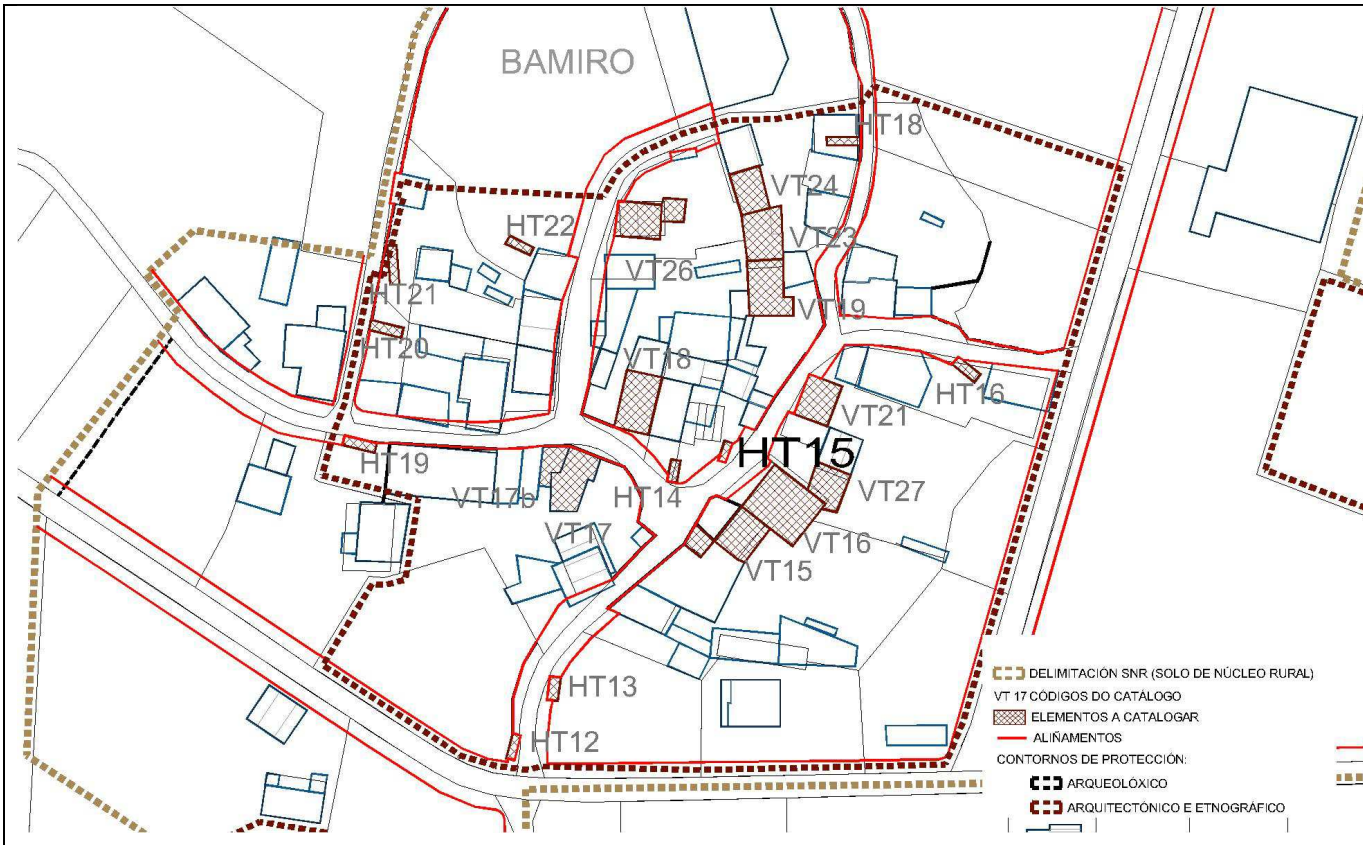 BAMIRO
HT18
VT24
HT22
VT23
VT26
HT21
VT19
HT20
VT18
HT16
VT21
HT15
HT19
HT14
VT27
VT17b
VT17
VT16
VT15
HT13
HT12
DELIMITACIÓN SNR (SOLO DE NÚCLEO RURAL)
VT 17 CÓDIGOS DO CATÁLOGO
ELEMENTOS A CATALOGAR
ALIÑAMENTOS
CONTORNOS DE PROTECCIÓN:
ARQUEOLÓXICO
ARQUITECTÓNICO E ETNOGRÁFICO